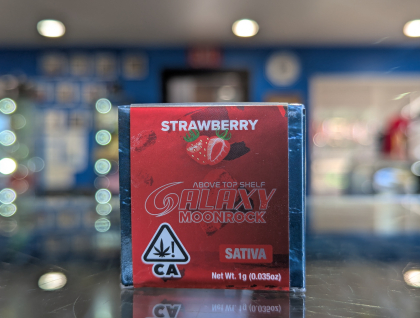 STRAWBERRY
ABOVE TOP SHELF
GALAXY
MOONROCK
SATIVA
!
CA
Net Wt. 1g (0.035oz)